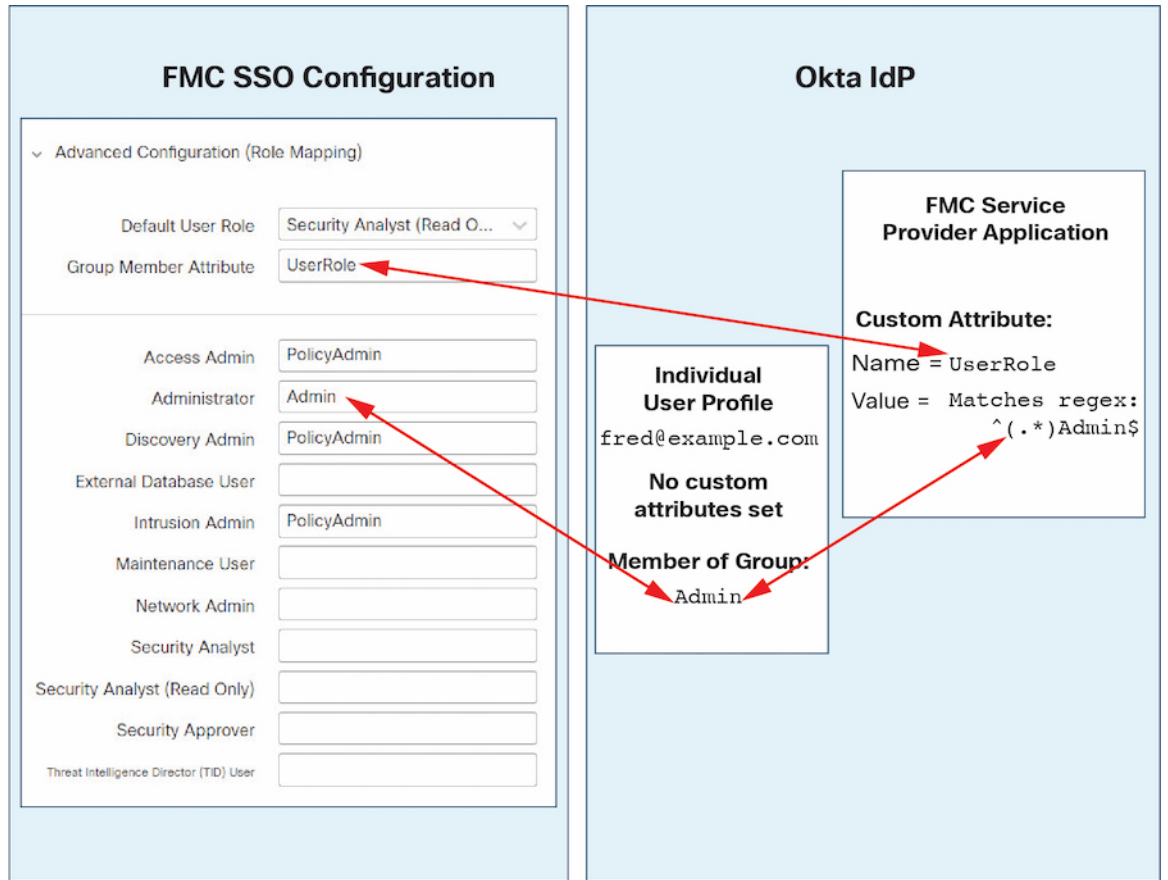 FMC SSO Configuration
Advanced Configuration (Role Mapping)
Default User Role
Security Analyst (Read O...
Group Member Attribute
UserRole
Access Admin
PolicyAdmin
Administrator
Admin
Discovery Admin
PolicyAdmin
External Database User
Intrusion Admin
PolicyAdmin
Maintenance User
Network Admin
Security Analyst
Security Analyst (Read Only)
Security Approver
Threat Intelligence Director (TID) User
Okta IdP
Individual
User Profile
fred@example.com
No custom
attributes set
Member of Group:
Admin
FMC Service
Provider Application
Custom Attribute:
Name = UserRole
Value = Matches regex:
^(.*)Admin$